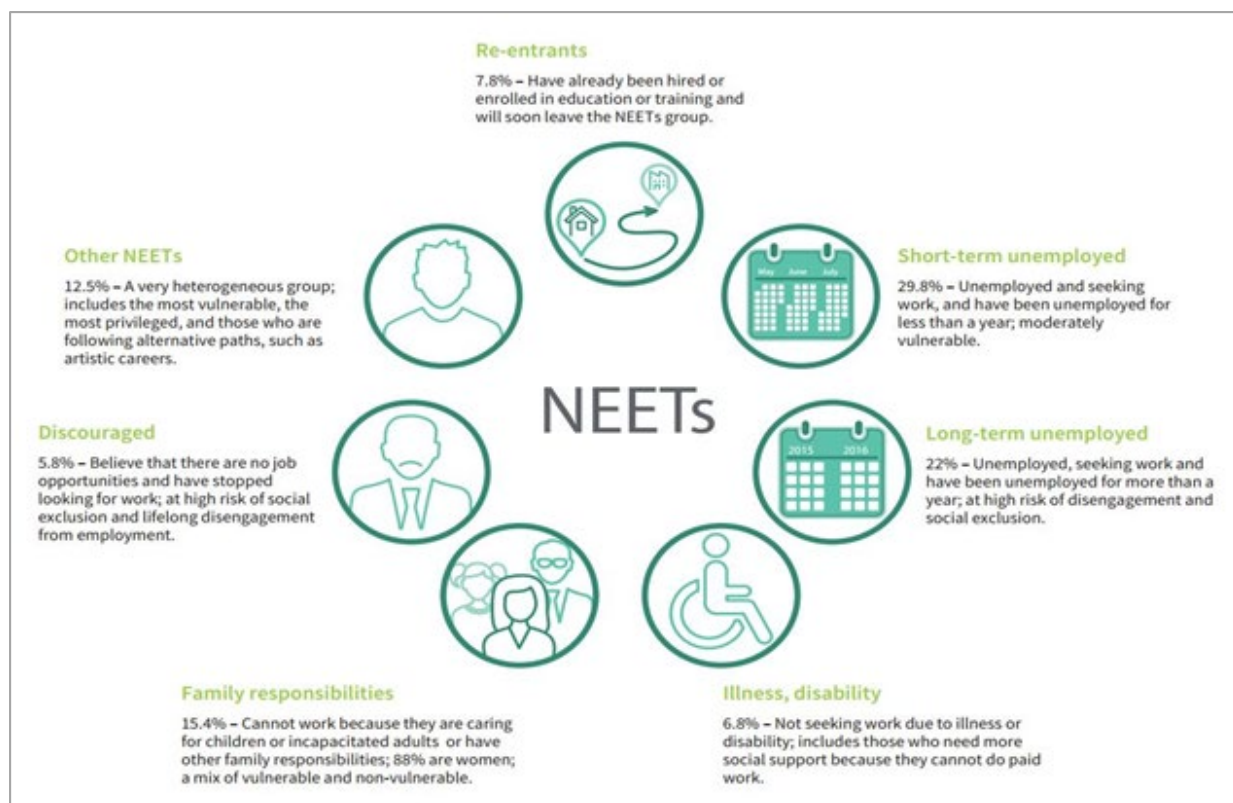 Re-entrants
7.8% – Have already been hired or
enrolled in education or training and
will soon leave the NEETs group.
Other NEETs
12.5% – A very heterogeneous group;
includes the most vulnerable, the
most privileged, and those who are
following alternative paths, such as
artistic careers.
May June July
Short-term unemployed
29.8% – Unemployed and seeking
work, and have been unemployed for
less than a year; moderately
vulnerable.
NEETs
Discouraged
5.8% – Believe that there are no job
opportunities and have stopped
looking for work; at high risk of social
exclusion and lifelong disengagement
from employment.
2015 2016
Long-term unemployed
22% – Unemployed, seeking work and
have been unemployed for more than a
year; at high risk of disengagement and
social exclusion.
Family responsibilities
15.4% – Cannot work because they are caring
for children or incapacitated adults or have
other family responsibilities; 88% are women;
a mix of vulnerable and non-vulnerable.
Illness, disability
6.8% – Not seeking work due to illness or
disability; includes those who need more
social support because they cannot do paid
work.